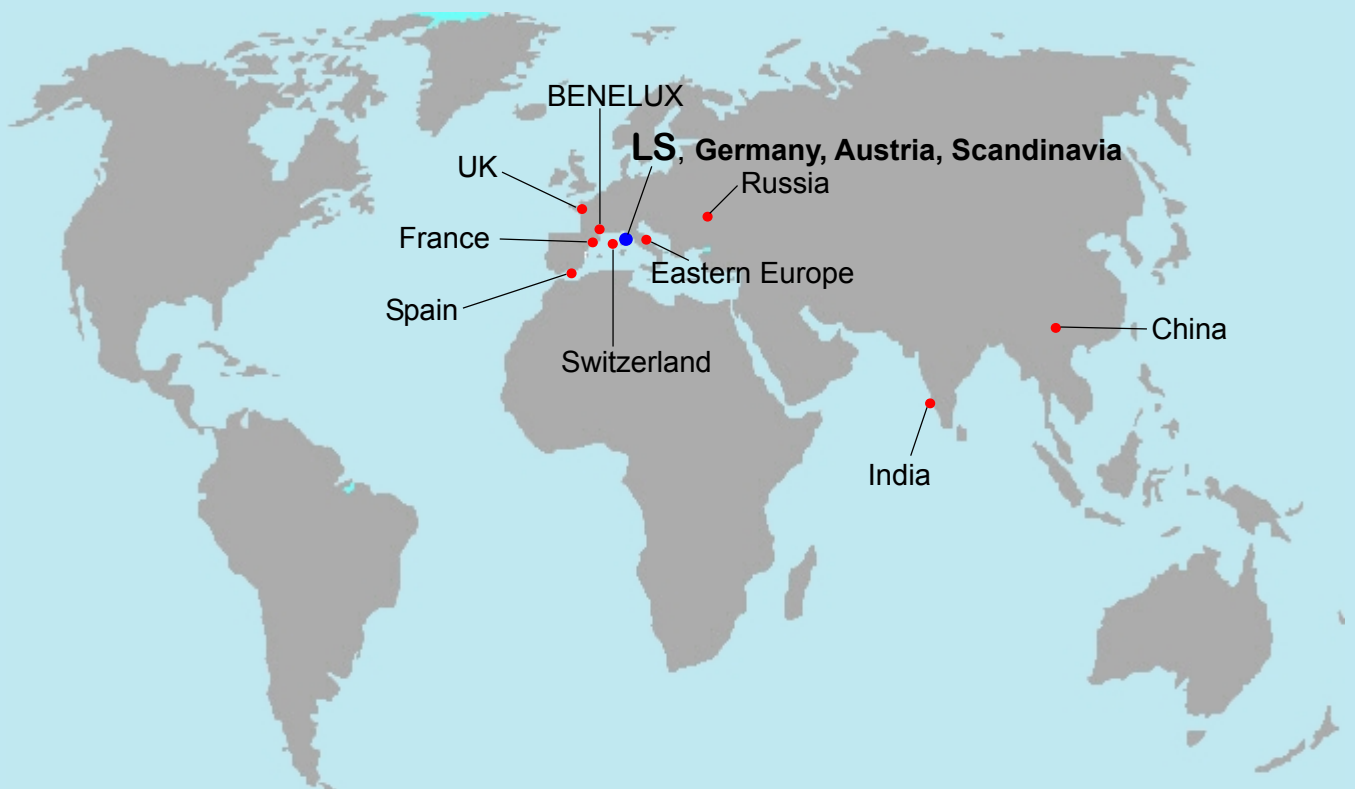 BENELUX
LS, Germany, Austria, Scandinavia
UK
Russia
France
Eastern Europe
Spain
China
Switzerland
India